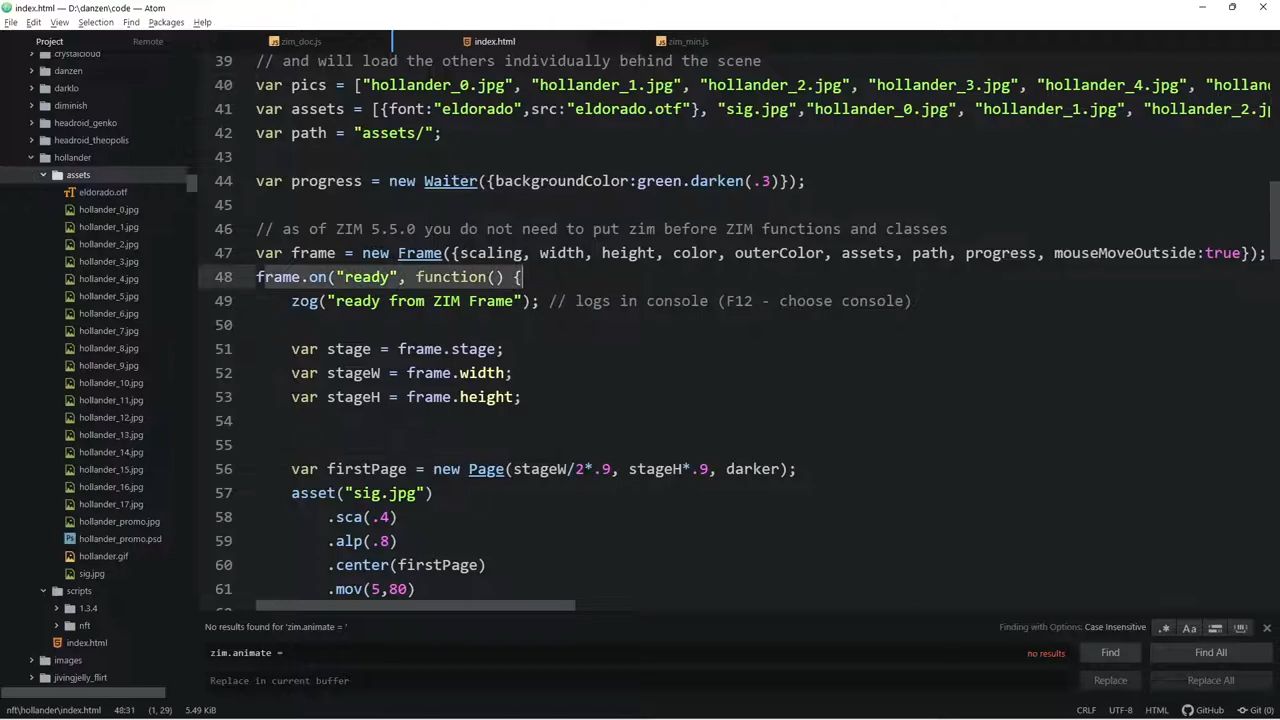 index.html — D:\danzen\code — Atom
File Edit View Selection Find Packages Help
Project Remote
zim_doc.js index.html zim_min.js
crystalcloud
danzen
darklo
diminish
headroid_genko
headroid_theopolis
hollander
assets
eldorado.otf
hollander_0.jpg
hollander_1.jpg
hollander_2.jpg
hollander_3.jpg
hollander_4.jpg
hollander_5.jpg
hollander_6.jpg
hollander_7.jpg
hollander_8.jpg
hollander_9.jpg
hollander_10.jpg
hollander_11.jpg
hollander_12.jpg
hollander_13.jpg
hollander_14.jpg
hollander_15.jpg
hollander_16.jpg
hollander_17.jpg
hollander_promo.jpg
hollander_promo.psd
hollander.gif
sig.jpg
scripts
1.3.4
nft
index.html
images
jivingjelly_flirt
39 // and will load the others individually behind the scene
40 var pics = ["hollander_0.jpg", "hollander_1.jpg", "hollander_2.jpg", "hollander_3.jpg", "hollander_4.jpg", "hollan
41 var assets = [{font:"eldorado",src:"eldorado.otf"}, "sig.jpg","hollander_0.jpg", "hollander_1.jpg", "hollander_2.jp
42 var path = "assets/";
43
44 var progress = new Waiter({backgroundColor:green.darken(.3)});
45
46 // as of ZIM 5.5.0 you do not need to put zim before ZIM functions and classes
47 var frame = new Frame({scaling, width, height, color, outerColor, assets, path, progress, mouseMoveOutside:true});
48 frame.on("ready", function() {
49 zog("ready from ZIM Frame"); // logs in console (F12 - choose console)
50
51 var stage = frame.stage;
52 var stageW = frame.width;
53 var stageH = frame.height;
54
55
56 var firstPage = new Page(stageW/2*.9, stageH*.9, darker);
57 asset("sig.jpg")
58 .sca(.4)
59 .alp(.8)
60 .center(firstPage)
61 .mov(5,80)
No results found for 'zim.animate = ' Finding with Options: Case Insensitive .* Aa
zim.animate = no results Find Find All
Replace in current buffer Replace Replace All
nft\hollander\index.html 48:31 (1, 29) 5.49 KiB CRLF UTF-8 HTML GitHub Git (0)